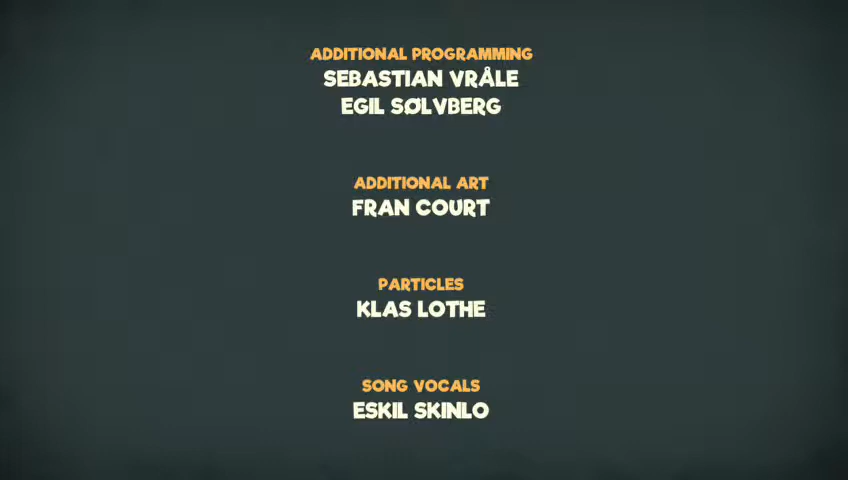 ADDITIONAL PROGRAMMING
SEBASTIAN VRÅLE
EGIL SØLVBERG
ADDITIONAL ART
FRAN COURT
PARTICLES
KLAS LOTHE
SONG VOCALS
ESKIL SKINLO